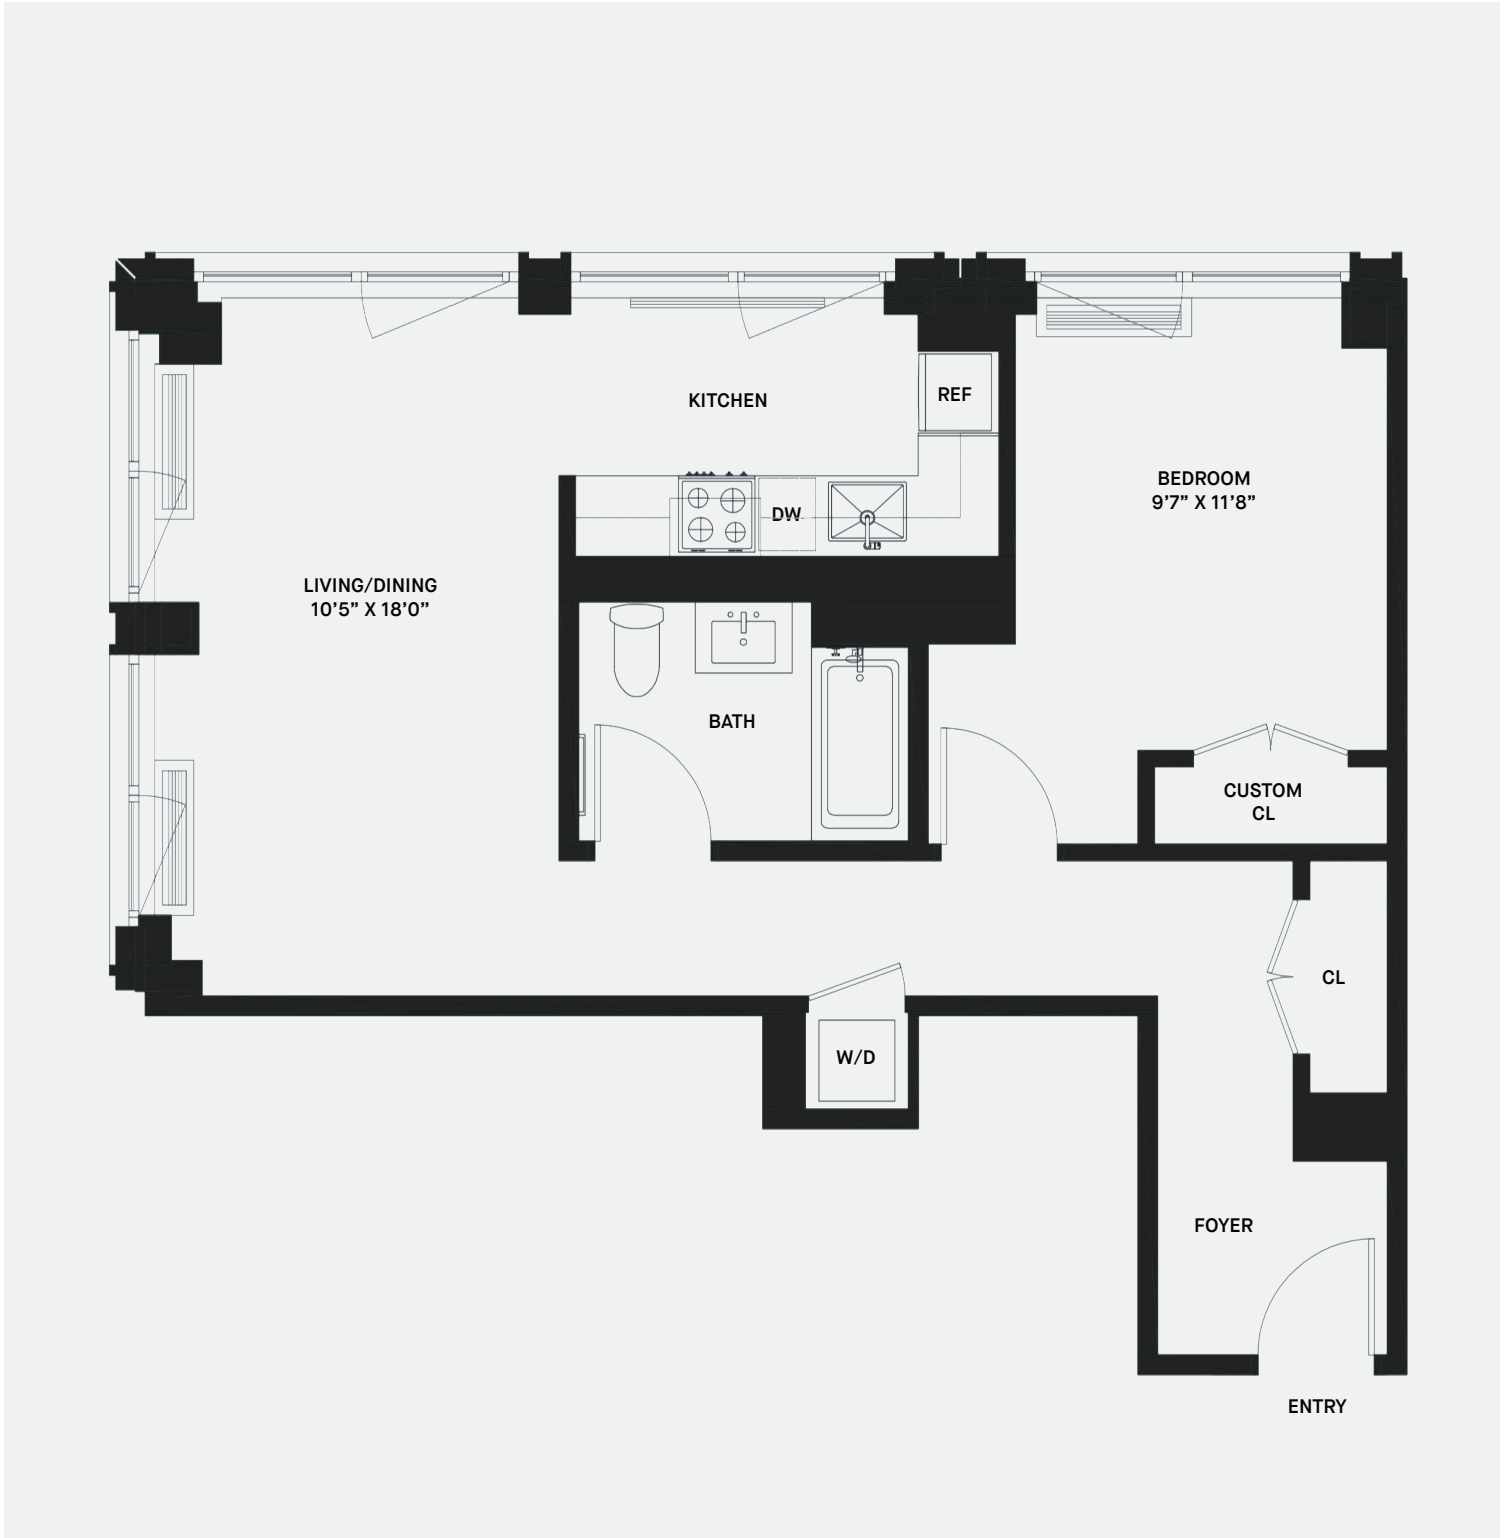 KITCHEN
REF
DW
BEDROOM
9’7” X 11’8”
LIVING/DINING
10’5” X 18’0”
BATH
CUSTOM
CL
CL
W/D
FOYER
ENTRY